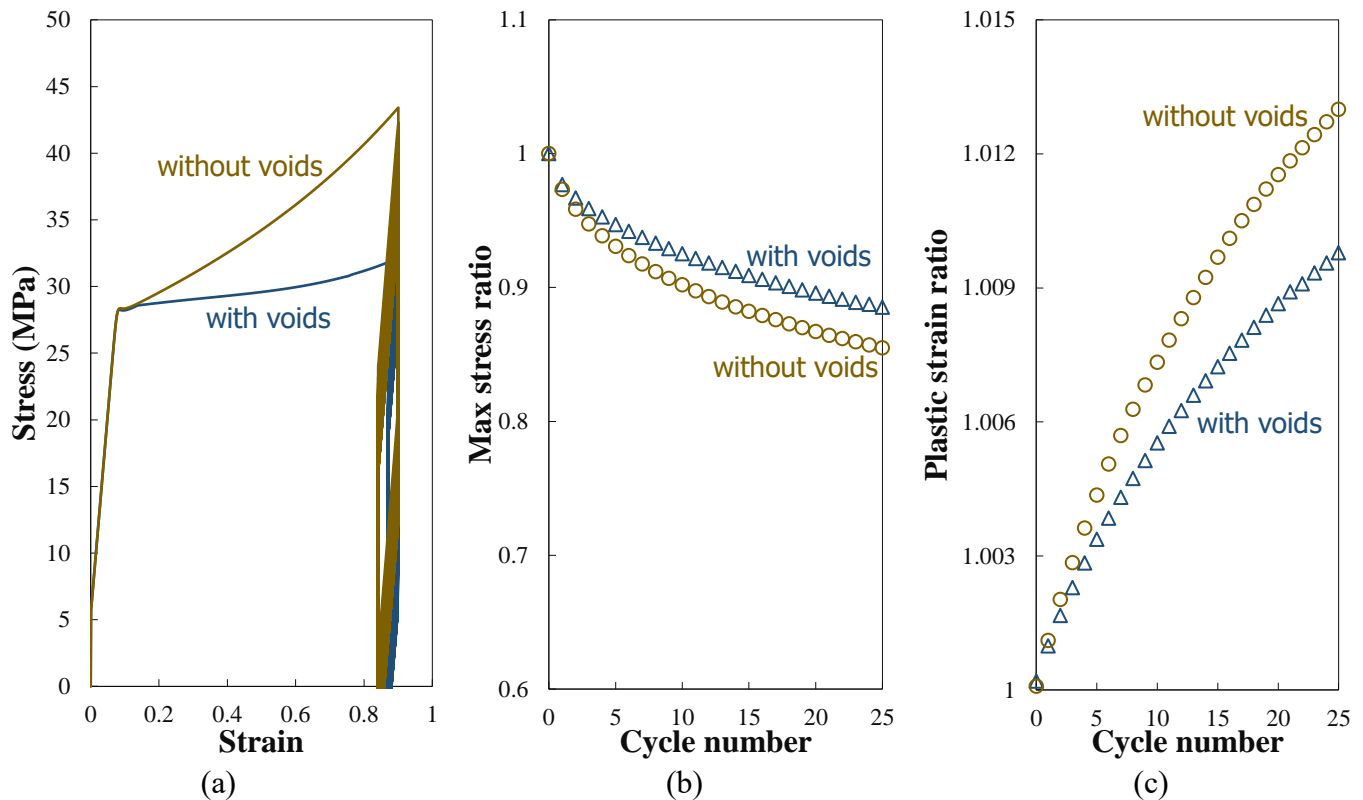 50
45
40
35
30
25
20
15
10
5
0
Stress (MPa)
without voids
with voids
0 0.2 0.4 0.6 0.8 1
Strain
(a)
1.1
1
0.9
0.8
0.7
0.6
Max stress ratio
with voids
without voids
0 5 10 15 20 25
Cycle number
(b)
1.015
1.012
1.009
1.006
1.003
1
Plastic strain ratio
without voids
with voids
0 5 10 15 20 25
Cycle number
(c)